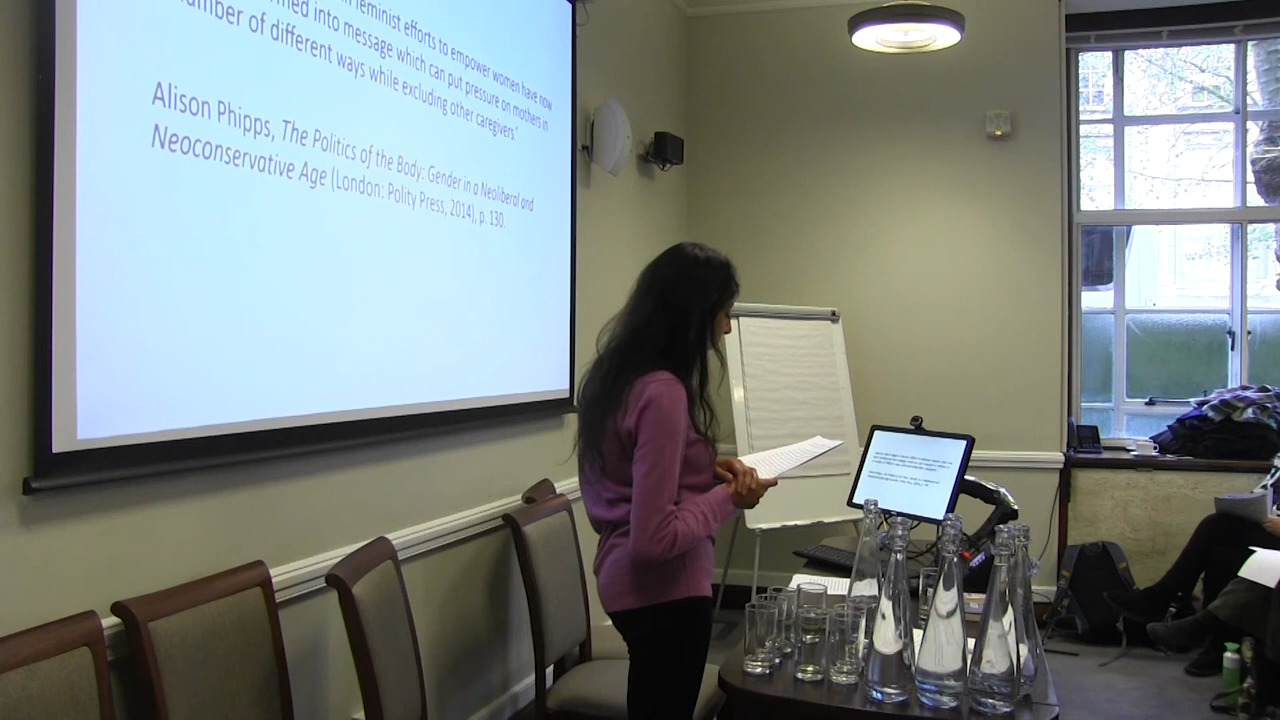 feminist efforts to empower women have now
into message which can put pressure on mothers in
number of different ways while excluding other caregivers.'
Alison Phipps, The Politics of the Body: Gender in a Neoliberal and
Neoconservative Age (London: Polity Press, 2014), p. 130.